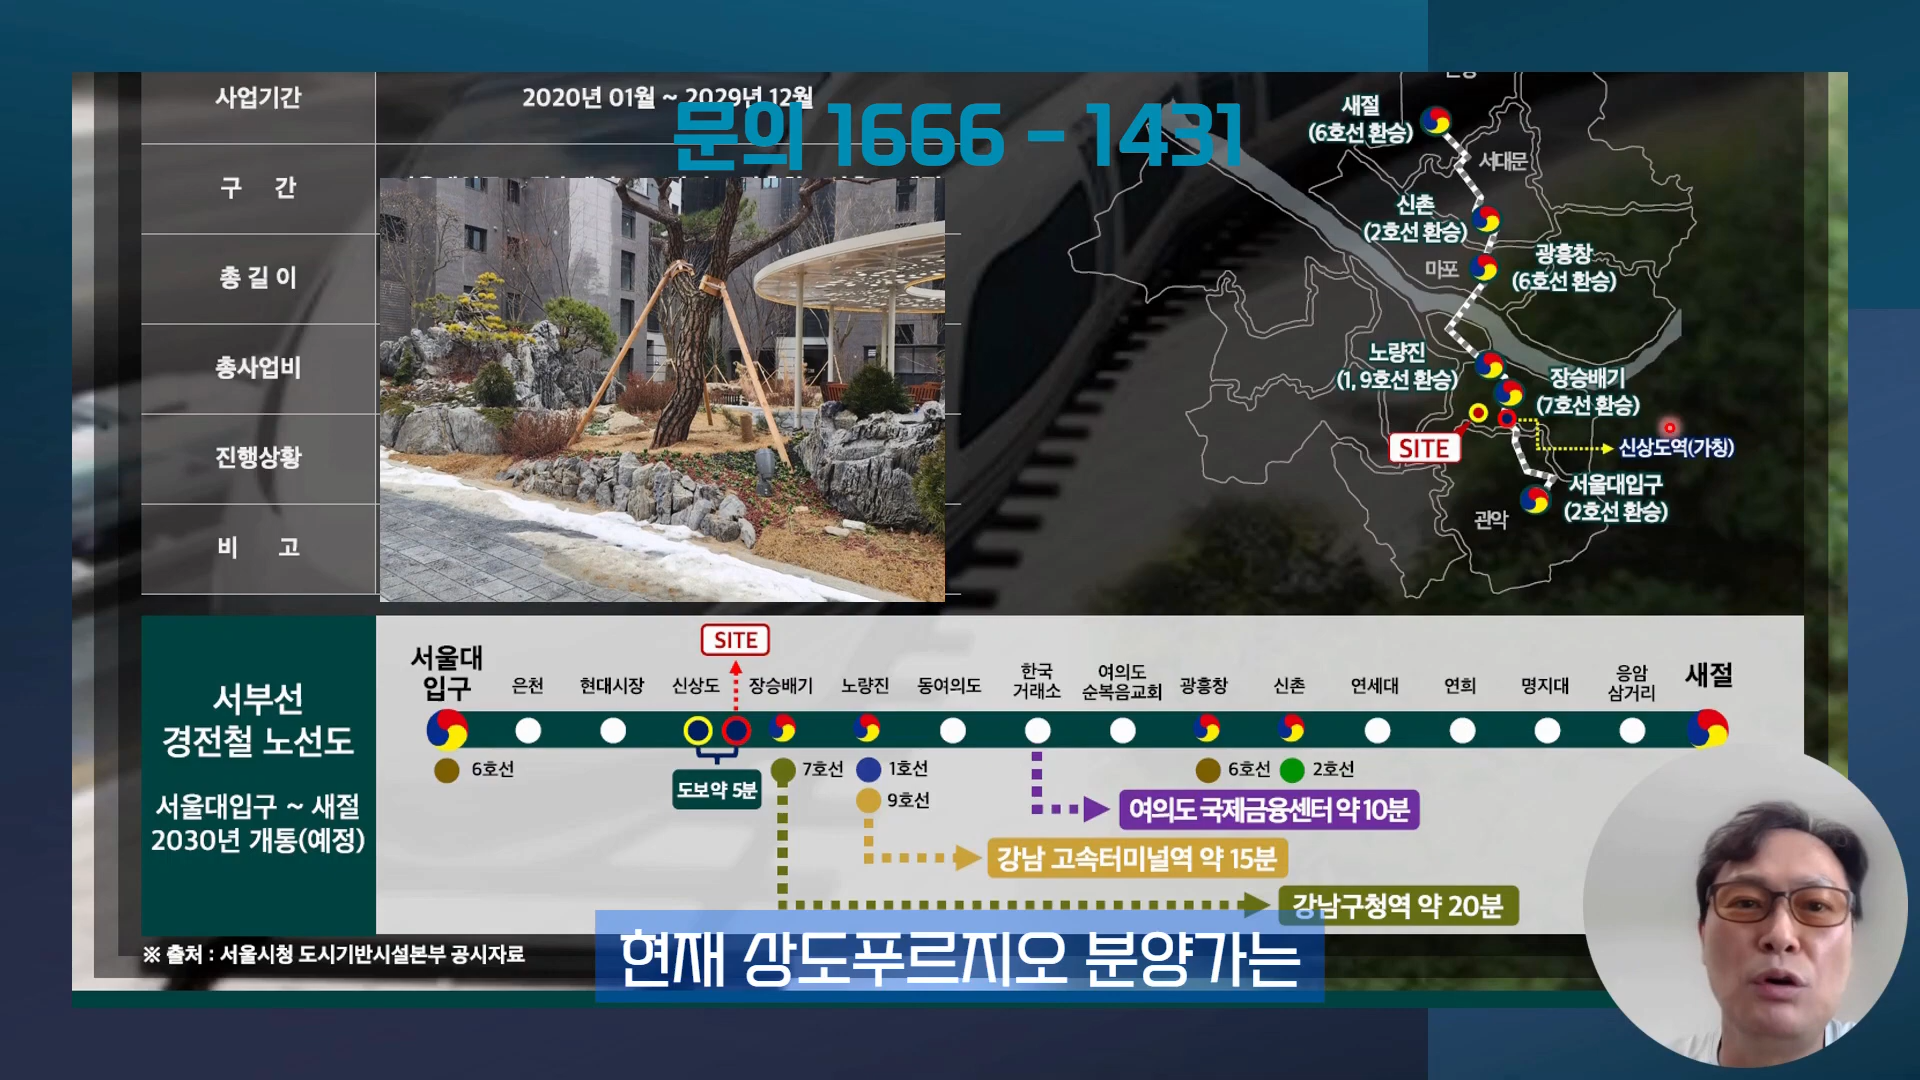 사업기간
2020년 01월 ~ 2029년 12월
문의 1666 - 1431
구 간
총 길 이
총사업비
진행상황
비 고
새절
(6호선 환승)
서대문
신촌
(2호선 환승)
마포
광흥창
(6호선 환승)
노량진
(1, 9호선 환승)
장승배기
(7호선 환승)
SITE
신상도역(가칭)
서울대입구
(2호선 환승)
관악
서부선
경전철 노선도
서울대입구 ~ 새절
2030년 개통(예정)
SITE
서울대
입구
은천
현대시장
신상도
장승배기
노량진
동여의도
한국
거래소
여의도
순복음교회
광흥창
신촌
연세대
연희
명지대
응암
삼거리
새절
6호선
도보약 5분
7호선
1호선
9호선
6호선
2호선
여의도 국제금융센터 약 10분
강남 고속터미널역 약 15분
강남구청역 약 20분
※ 출처 : 서울시청 도시기반시설본부 공시자료
현재 상도푸르지오 분양가는